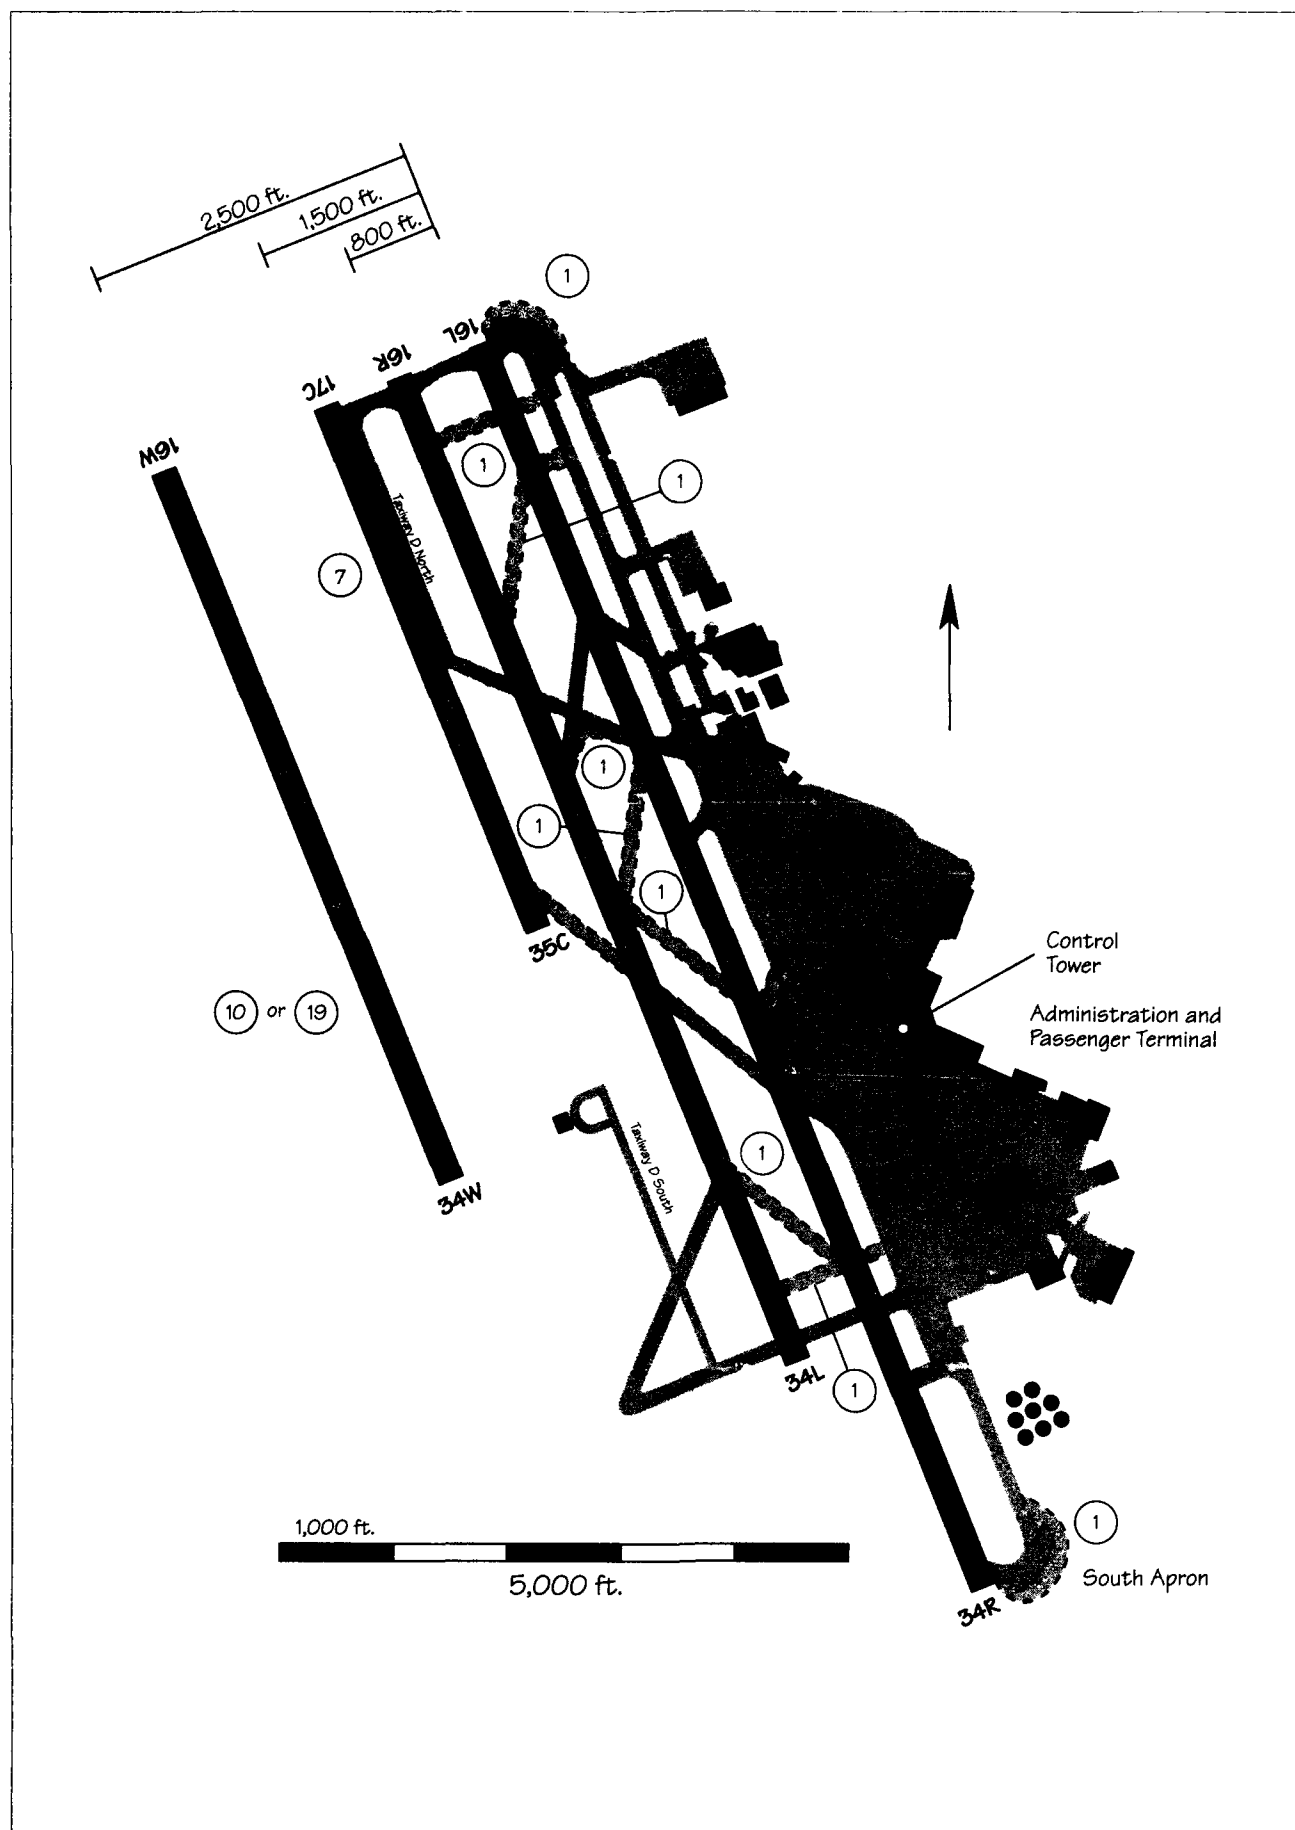 2,500 ft.
1,500 ft.
800 ft.
1
16L
16R
17C
16W
1
1
Taxiway D North
7
1
1
1
35C
Control
Tower
10 or 19
Administration and
Passenger Terminal
Taxiway D South
1
34W
34L
1
1,000 ft.
5,000 ft.
1
South Apron
34R